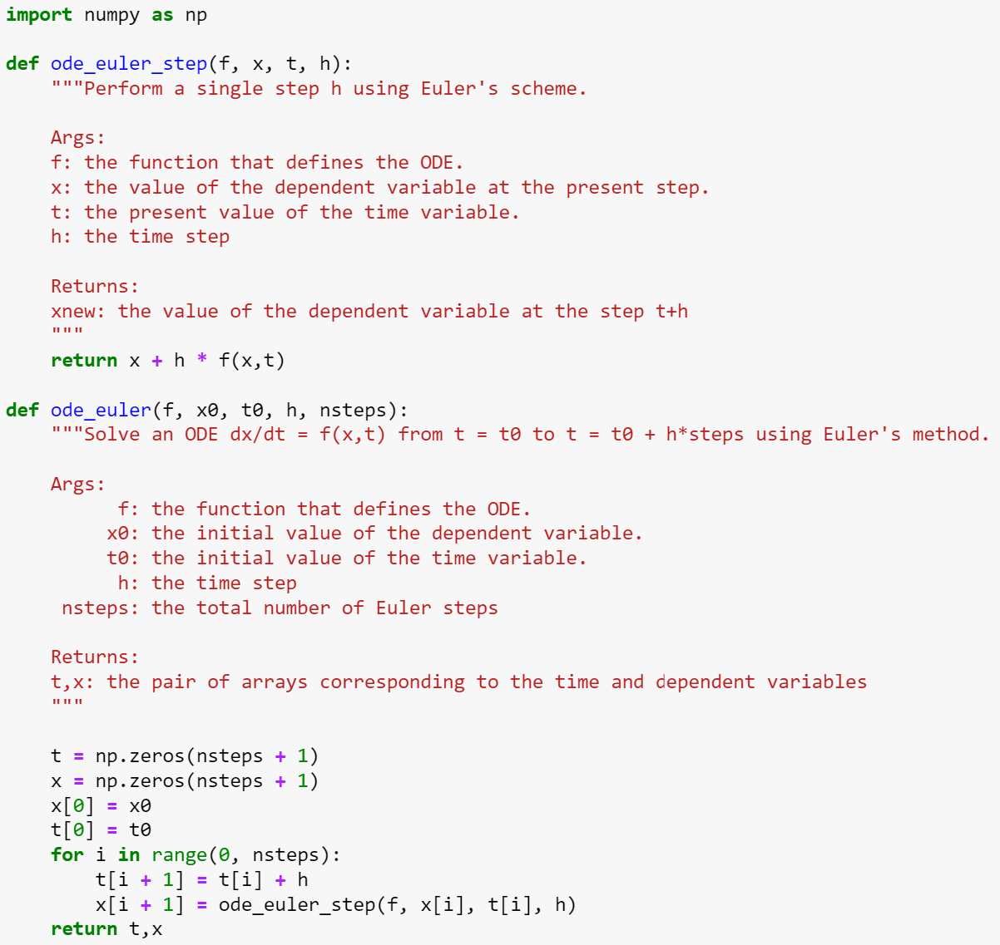 import numpy as np

def ode_euler_step(f, x, t, h):
    """Perform a single step h using Euler's scheme.

    Args:
    f: the function that defines the ODE.
    x: the value of the dependent variable at the present step.
    t: the present value of the time variable.
    h: the time step

    Returns:
    xnew: the value of the dependent variable at the step t+h
    """
    return x + h * f(x,t)

def ode_euler(f, x0, t0, h, nsteps):
    """Solve an ODE dx/dt = f(x,t) from t = t0 to t = t0 + h*steps using Euler's method.

    Args:
          f: the function that defines the ODE.
         x0: the initial value of the dependent variable.
         t0: the initial value of the time variable.
          h: the time step
     nsteps: the total number of Euler steps

    Returns:
    t,x: the pair of arrays corresponding to the time and dependent variables
    """

    t = np.zeros(nsteps + 1)
    x = np.zeros(nsteps + 1)
    x[0] = x0
    t[0] = t0
    for i in range(0, nsteps):
        t[i + 1] = t[i] + h
        x[i + 1] = ode_euler_step(f, x[i], t[i], h)
    return t,x